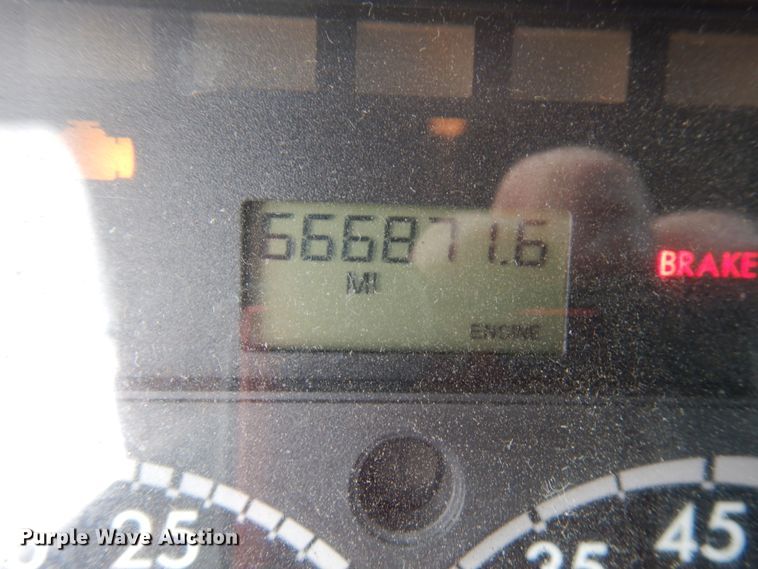 666871.6
MI
BRAKE
ENGINE
25
35
45
Purple Wave Auction